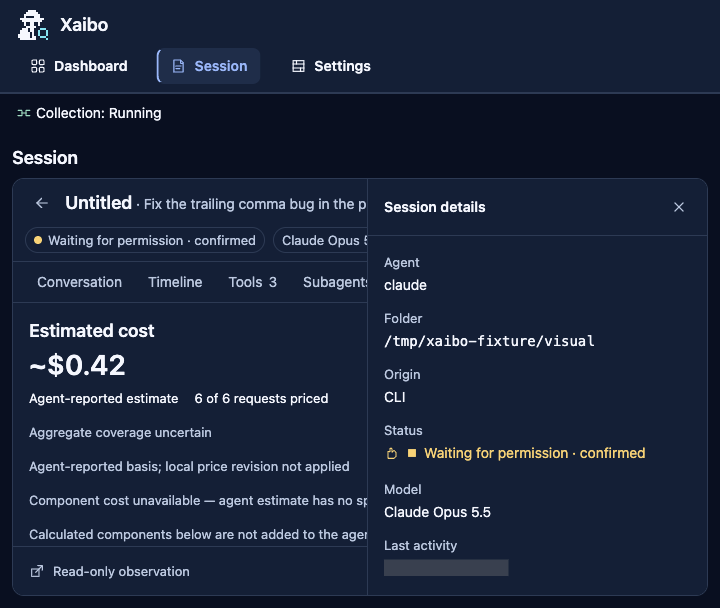 Xaibo
Dashboard
Session
Settings
Collection: Running
Session
Untitled · Fix the trailing comma bug in the p
Waiting for permission · confirmed
Claude Opus 5
Conversation
Timeline
Tools 3
Subagents
Estimated cost
~$0.42
Agent-reported estimate
6 of 6 requests priced
Aggregate coverage uncertain
Agent-reported basis; local price revision not applied
Component cost unavailable — agent estimate has no sp
Calculated components below are not added to the agen
Read-only observation
Session details
Agent
claude
Folder
/tmp/xaibo-fixture/visual
Origin
CLI
Status
Waiting for permission · confirmed
Model
Claude Opus 5.5
Last activity